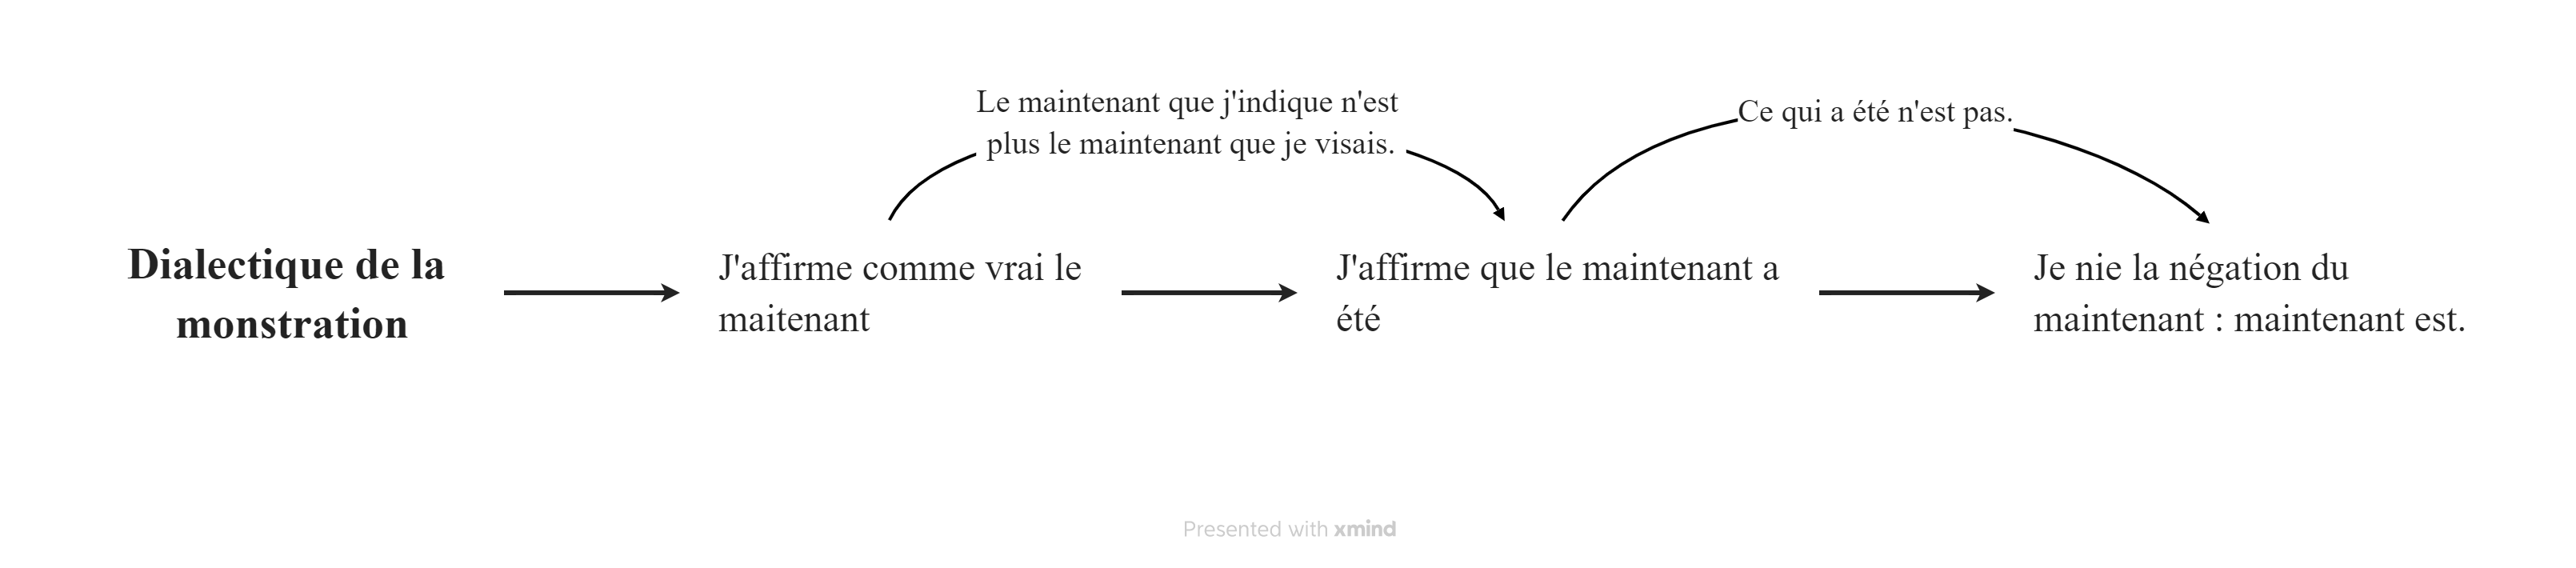 Le maintenant que j'indique n'est
plus le maintenant que je visais.
Ce qui a été n'est pas.
Dialectique de la
monstration
J'affirme comme vrai le
maitenant
J'affirme que le maintenant a
été
Je nie la négation du
maintenant : maintenant est.
Presented with xmind